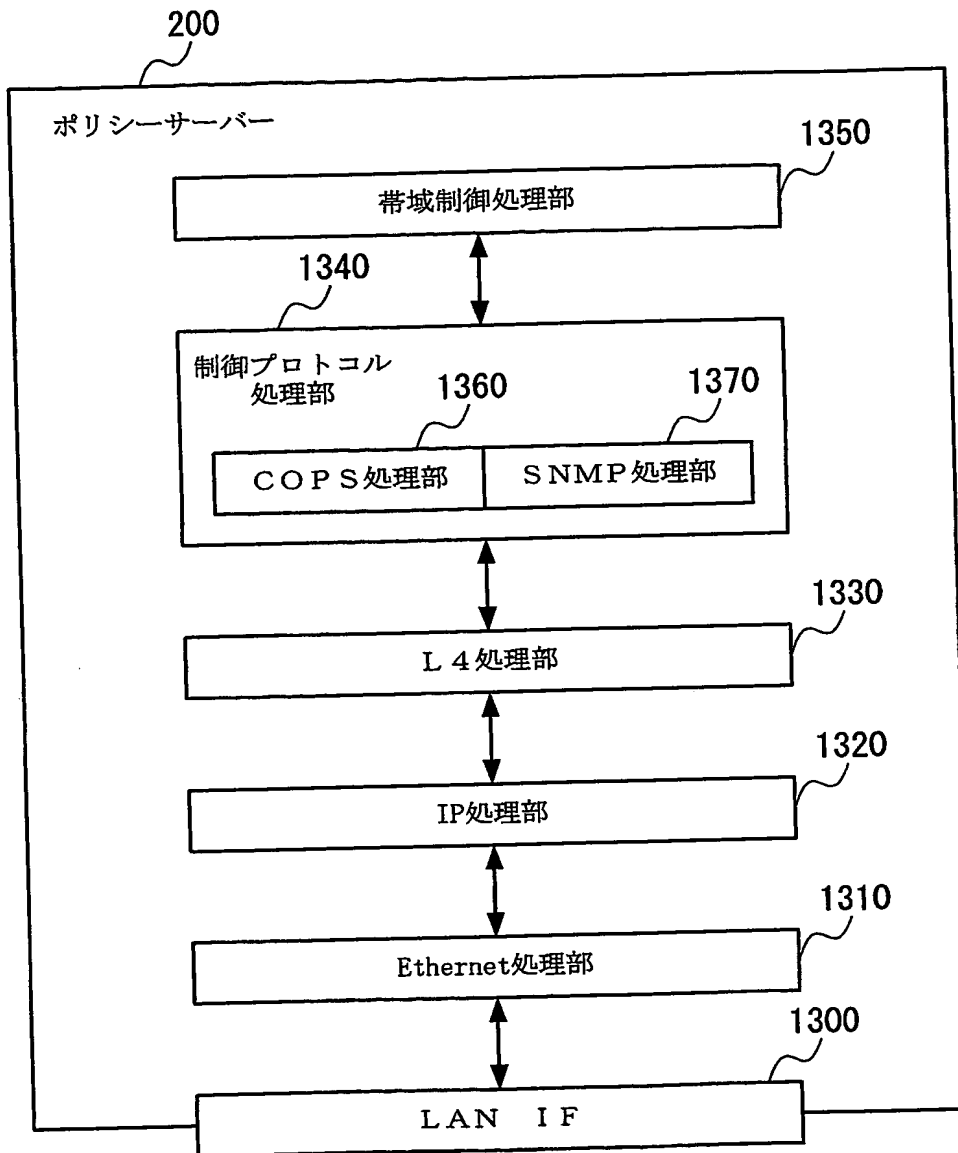 200
ポリシーサーバー
1350
帯域制御処理部
1340
制御プロトコル
処理部
1360
1370
COPS処理部
SNMP処理部
1330
L4処理部
1320
IP処理部
1310
Ethernet処理部
1300
LAN IF